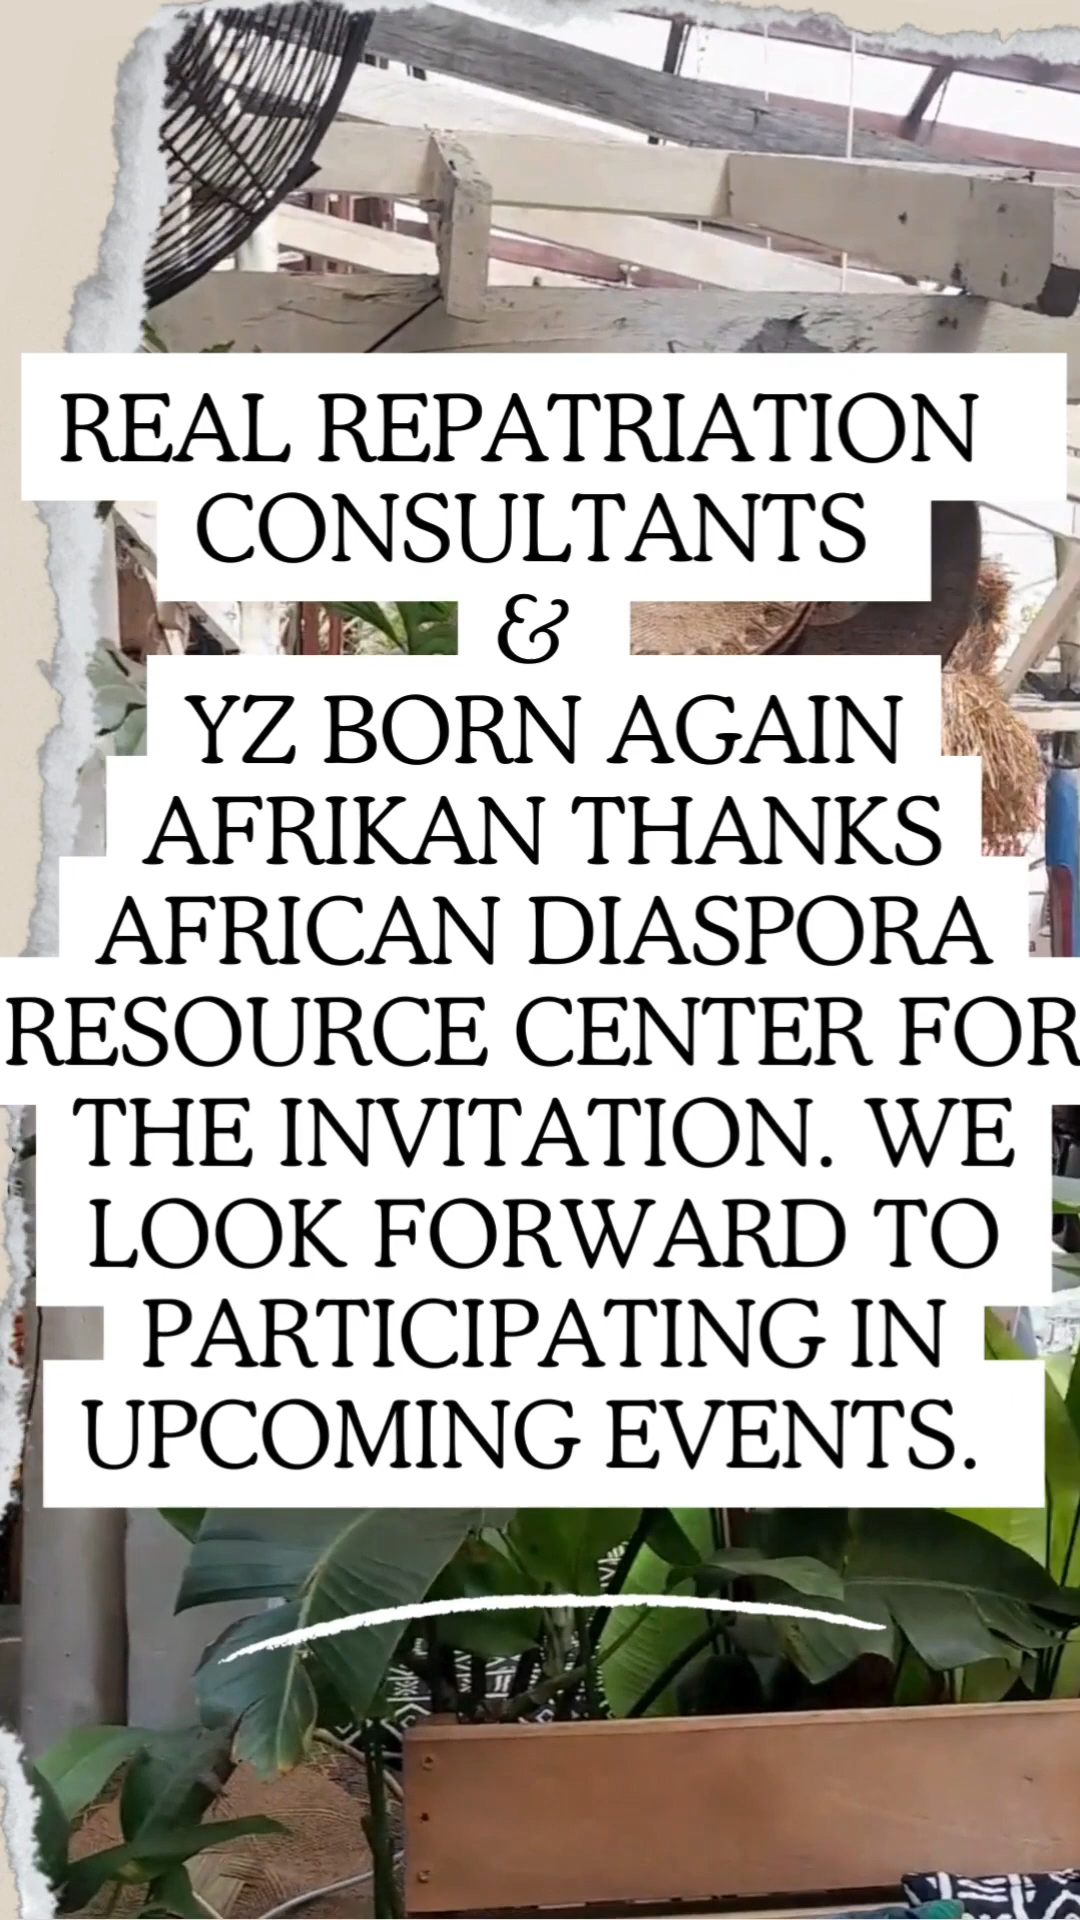 REAL REPATRIATION
CONSULTANTS
&
YZ BORN AGAIN
AFRIKAN THANKS
AFRICAN DIASPORA
RESOURCE CENTER FOR
THE INVITATION. WE
LOOK FORWARD TO
PARTICIPATING IN
UPCOMING EVENTS.